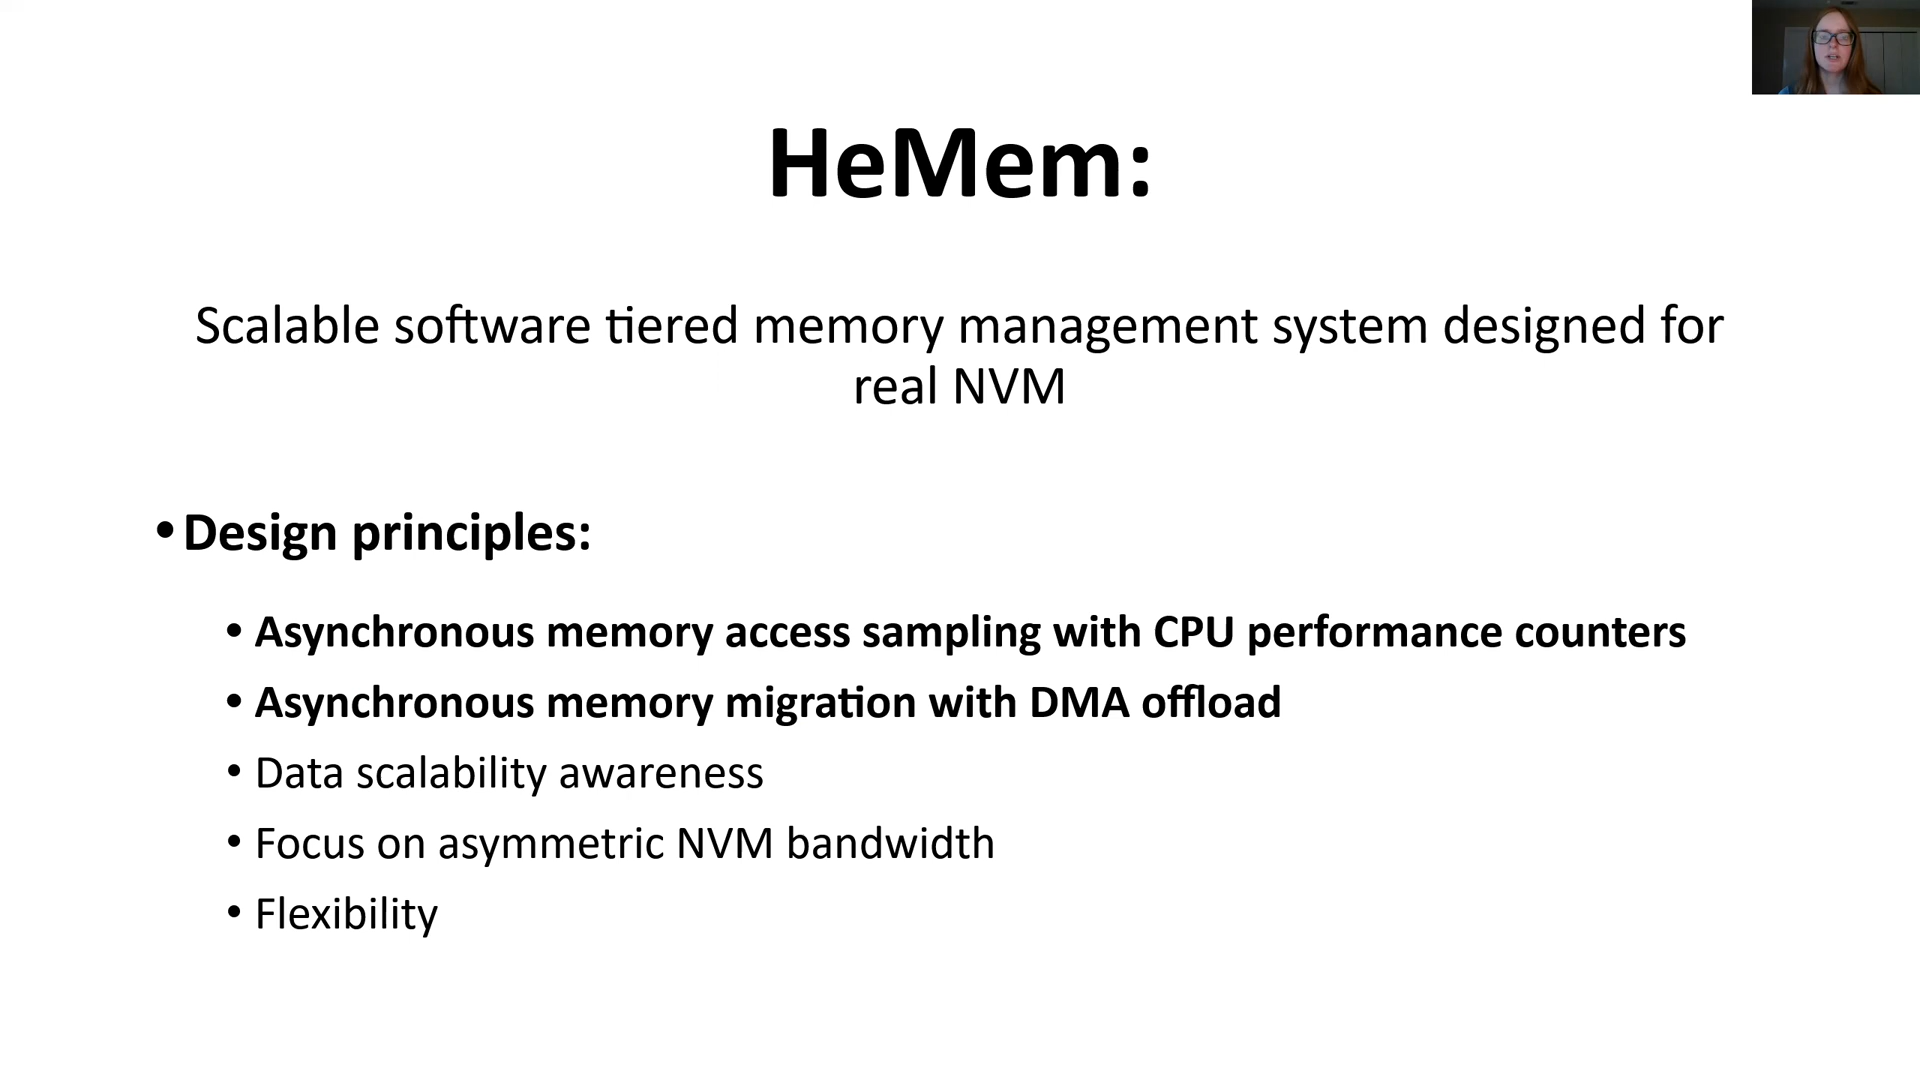 HeMem:
Scalable software tiered memory management system designed for
real NVM
• Design principles:
• Asynchronous memory access sampling with CPU performance counters
• Asynchronous memory migration with DMA offload
• Data scalability awareness
• Focus on asymmetric NVM bandwidth
• Flexibility